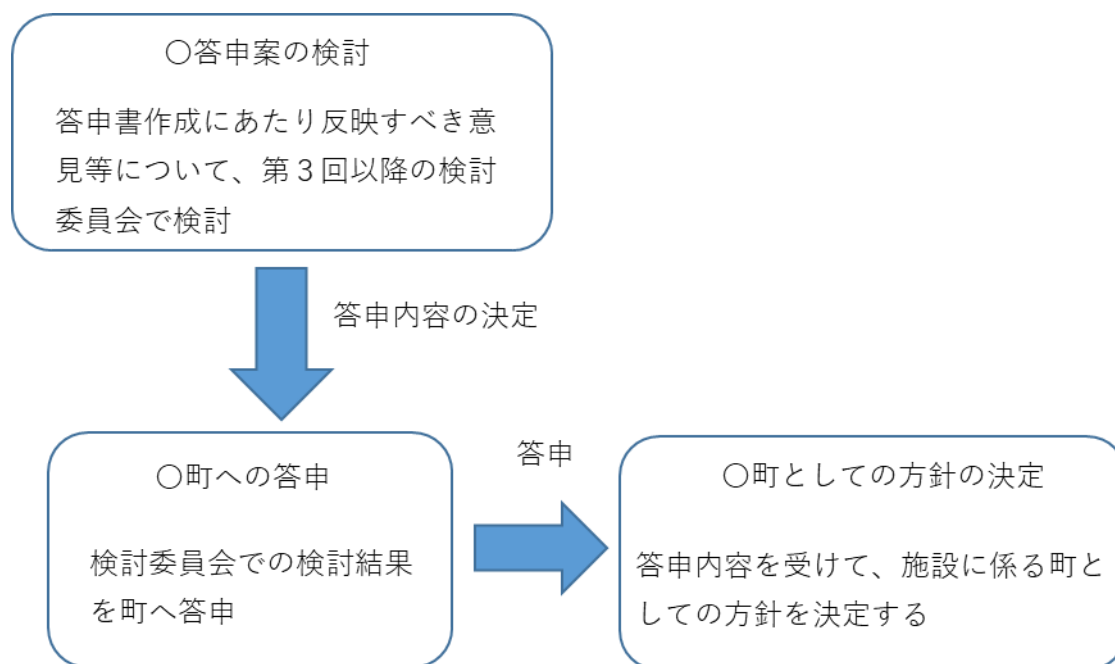 〇答申案の検討
答申書作成にあたり反映すべき意
見等について、第３回以降の検討
委員会で検討
答申内容の決定
〇町への答申
検討委員会での検討結果
を町へ答申
答申
〇町としての方針の決定
答申内容を受けて、施設に係る町と
しての方針を決定する